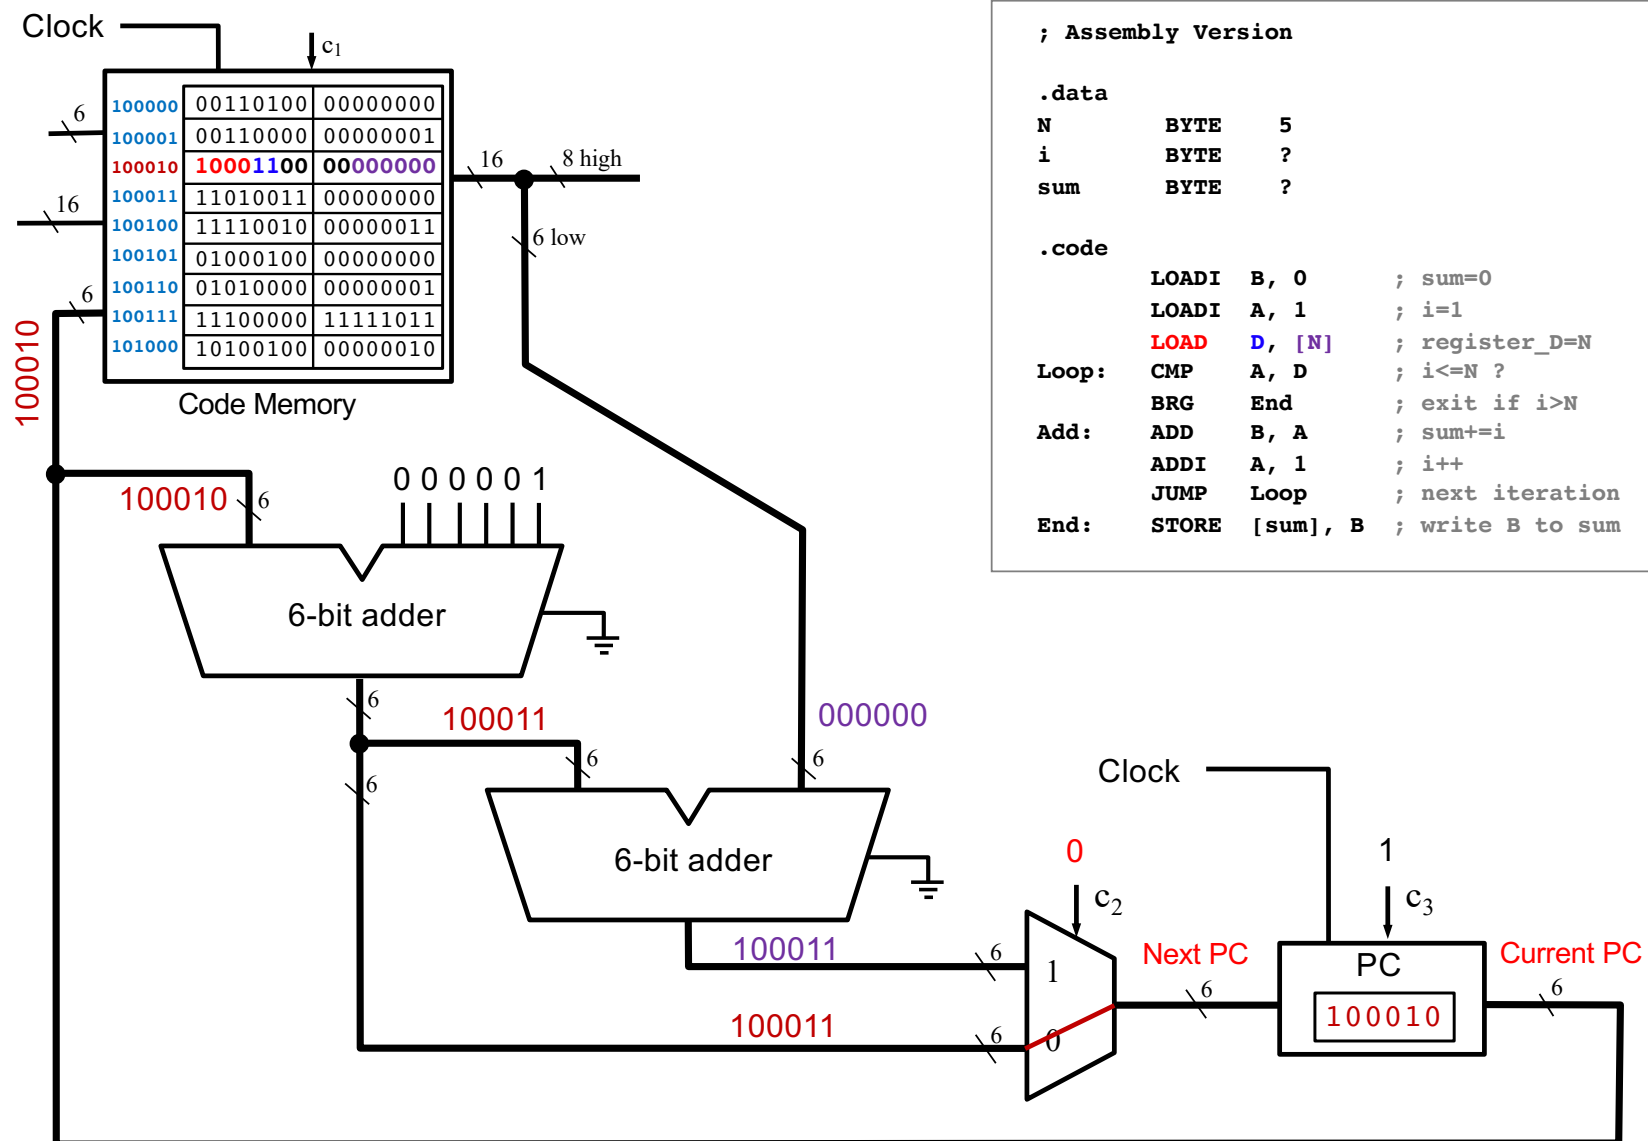 Clock
c1
6
16
6
100000 00110100 00000000
100001 00110000 00000001
100010 10001100 00000000
100011 11010011 00000000
100100 11110010 00000011
100101 01000100 00000000
100110 01010000 00000001
100111 11100000 11111011
101000 10100100 00000010
Code Memory
16
8 high
6 low
100010
; Assembly Version
.data
N BYTE 5
i BYTE ?
sum BYTE ?
.code
LOADI B, 0 ; sum=0
LOADI A, 1 ; i=1
LOAD D, [N] ; register_D=N
Loop: CMP A, D ; i<=N ?
BRG End ; exit if i>N
Add: ADD B, A ; sum+=i
ADDI A, 1 ; i++
JUMP Loop ; next iteration
End: STORE [sum], B ; write B to sum
100010
6
0 0 0 0 0 1
6-bit adder
6
100011
6
6
000000
6
6-bit adder
100011
6
100011
6
0
c2
1
0
Next PC
6
Clock
1
c3
PC
100010
Current PC
6